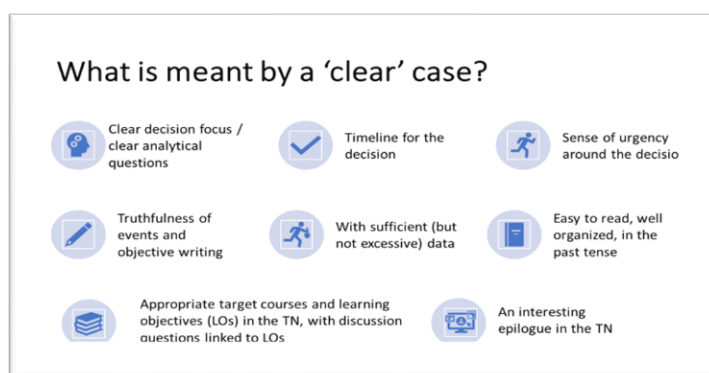 What is meant by a ‘clear’ case?
Clear decision focus /
clear analytical
questions
Timeline for the
decision
Sense of urgency
around the decisio
Truthfulness of
events and
objective writing
With sufficient (but
not excessive) data
Easy to read, well
organized, in the
past tense
Appropriate target courses and learning
objectives (LOs) in the TN, with discussion
questions linked to LOs
An interesting
epilogue in the TN